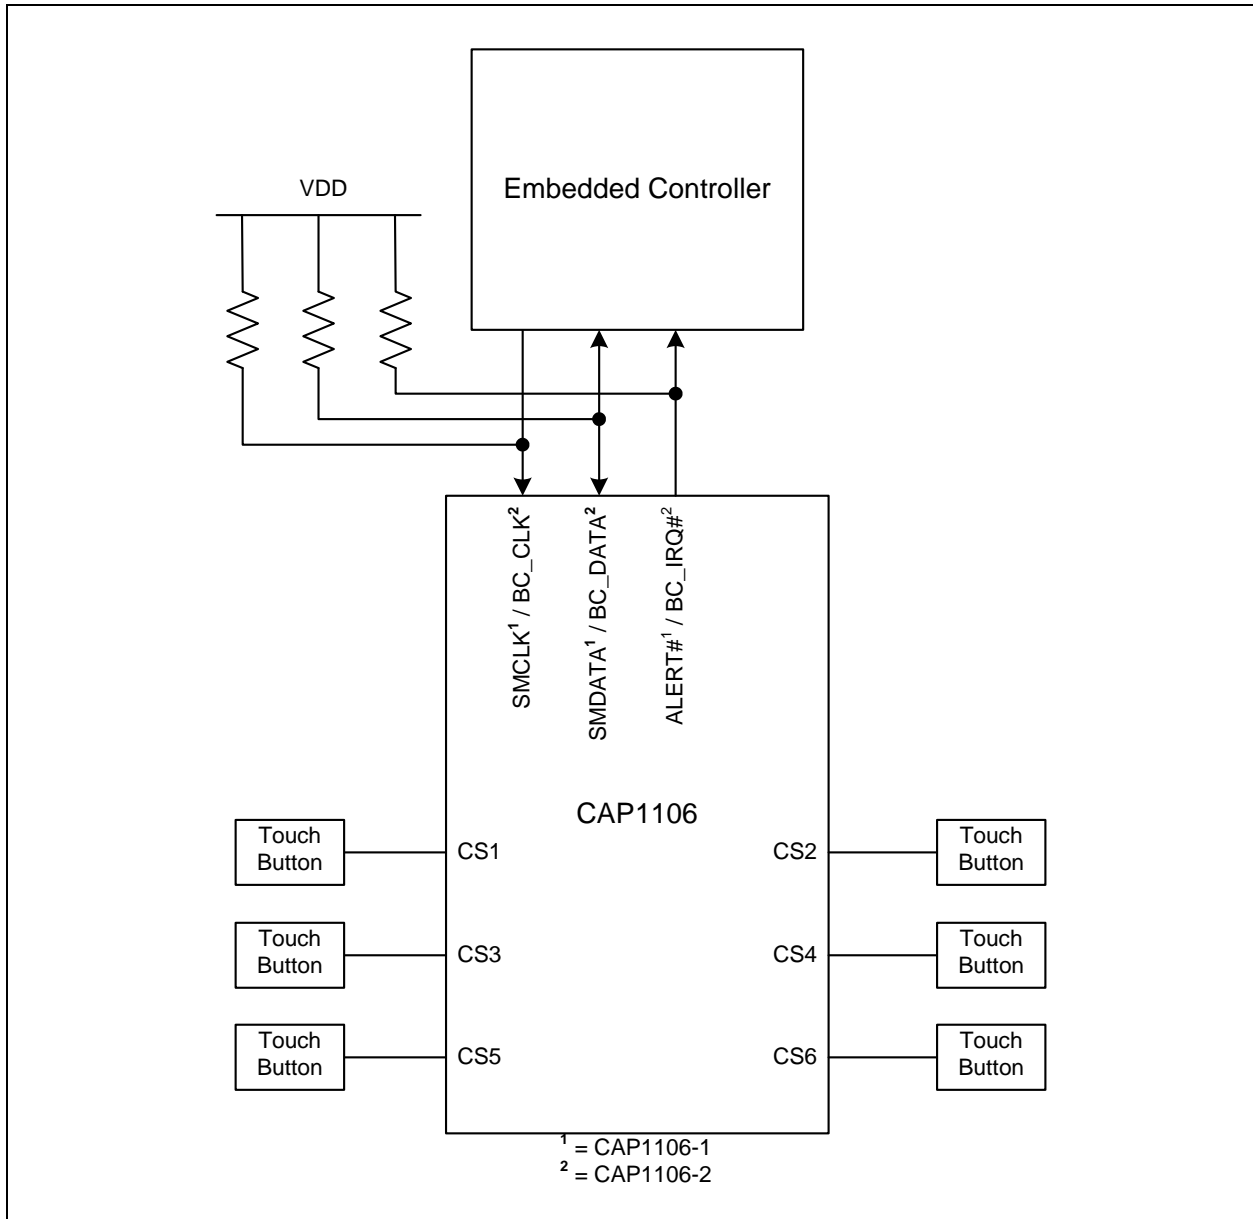 Embedded Controller
VDD
SMCLK¹ / BC_CLK²
SMDATA¹ / BC_DATA²
ALERT#¹ / BC_IRQ#²
CAP1106
Touch
Button
CS1
CS2
Touch
Button
Touch
Button
CS3
CS4
Touch
Button
Touch
Button
CS5
CS6
Touch
Button
¹ = CAP1106-1
² = CAP1106-2